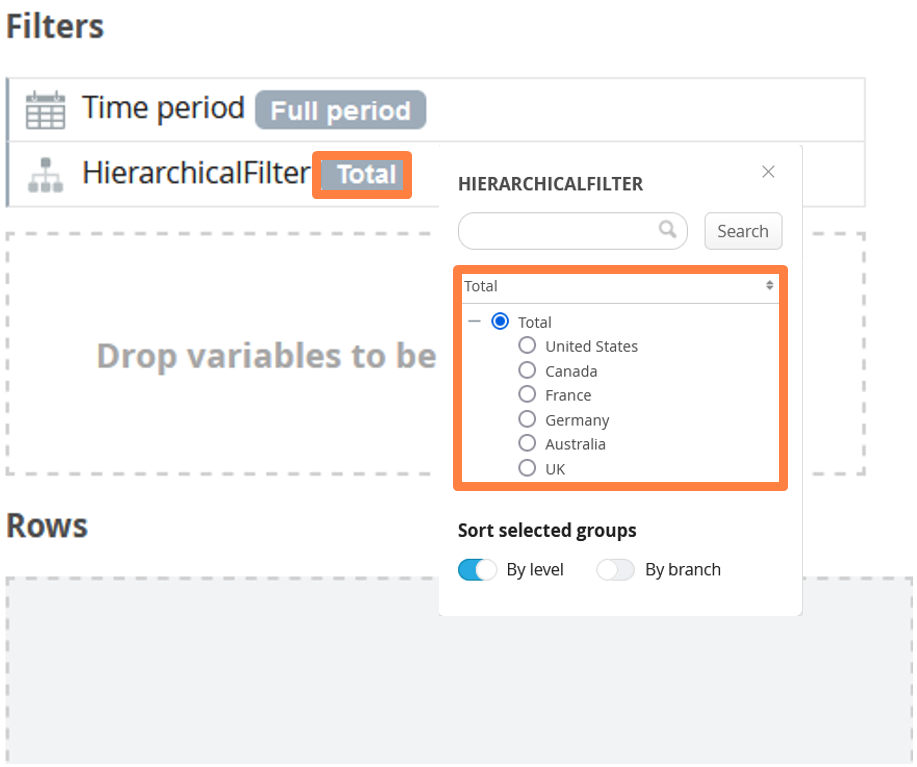 Filters
Time period Full period
HierarchicalFilter Total
HIERARCHICALFILTER
Search
Total
Total
United States
Canada
France
Germany
Australia
UK
Drop variables to be
Sort selected groups
By level By branch
Rows